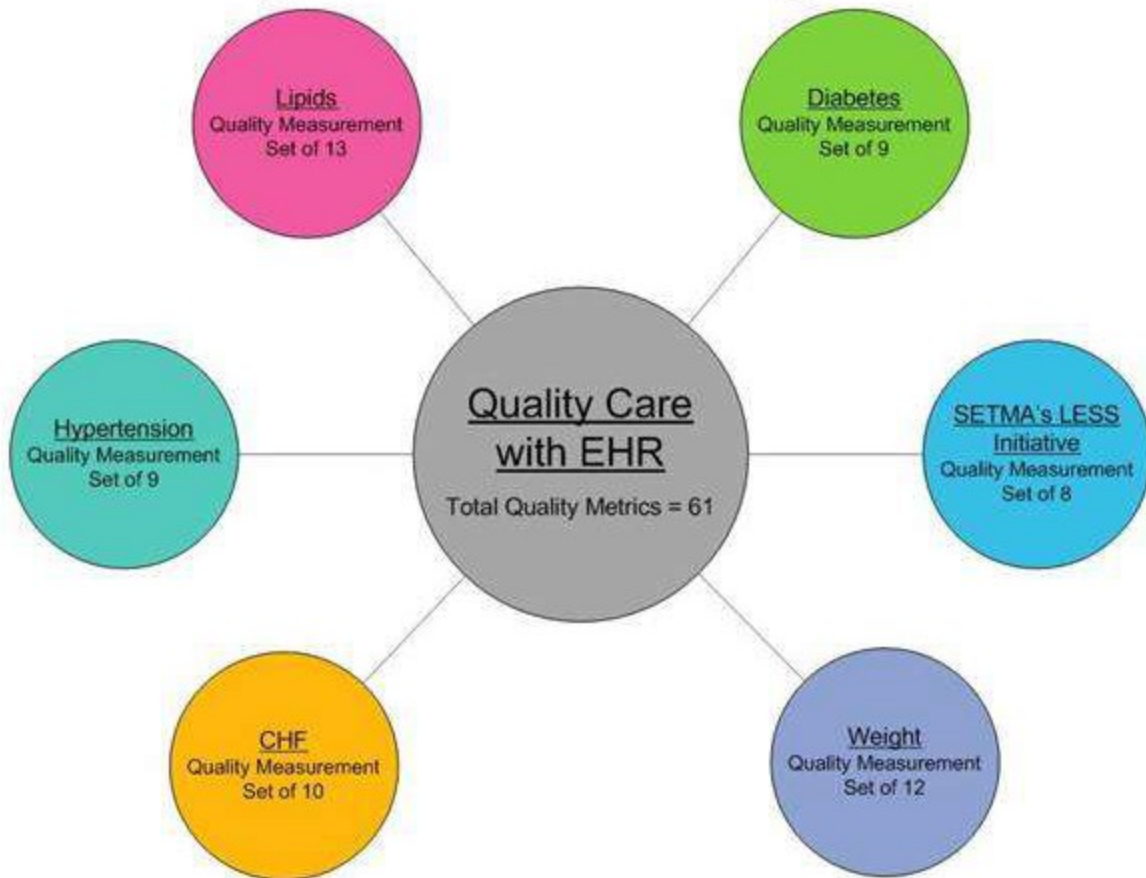 Lipids
Quality Measurement
Set of 13
Diabetes
Quality Measurement
Set of 9
Hypertension
Quality Measurement
Set of 9
Quality Care
with EHR
Total Quality Metrics = 61
SETMA's LESS
Initiative
Quality Measurement
Set of 8
CHF
Quality Measurement
Set of 10
Weight
Quality Measurement
Set of 12